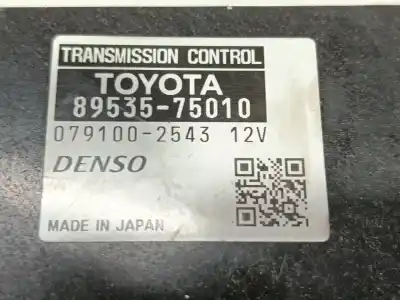 TRANSMISSION CONTROL
TOYOTA
89535-75010
079100-2543 12V
DENSO
MADE IN JAPAN